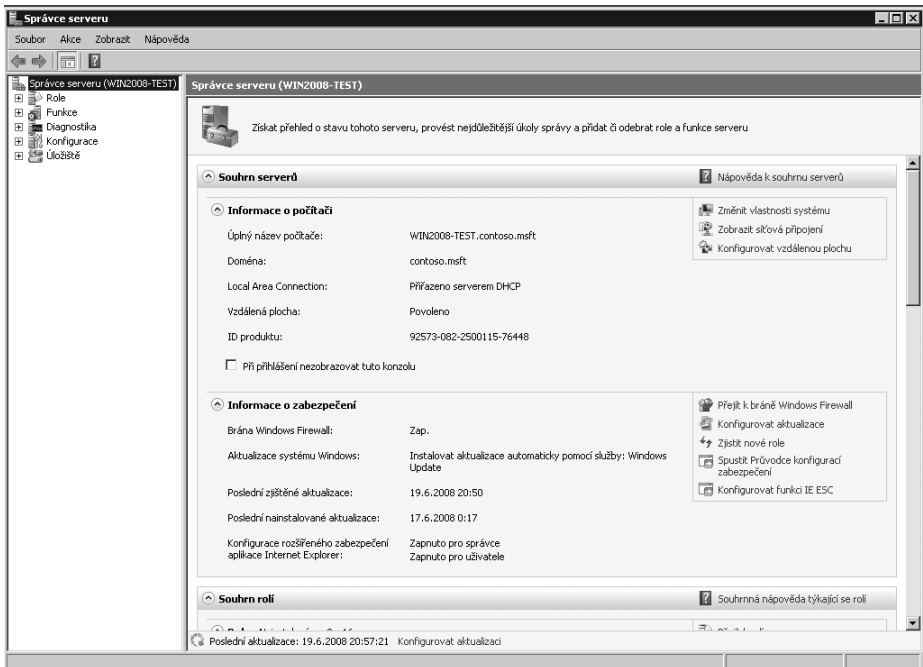 Správce serveru
Soubor Akce Zobrazit Nápověda
Správce serveru (WIN2008-TEST)
Role
Funkce
Diagnostika
Konfigurace
Úložiště
Správce serveru (WIN2008-TEST)
Získat přehled o stavu tohoto serveru, provést nejdůležitější úkoly správy a přidat či odebrat role a funkce serveru
Souhrn serverů
Nápověda k souhrnu serverů
Informace o počítači
Úplný název počítače: WIN2008-TEST.contoso.msft
Doména: contoso.msft
Local Area Connection: Přiřazeno serverem DHCP
Vzdálená plocha: Povoleno
ID produktu: 92573-082-2500115-76448
Při přihlášení nezobrazovat tuto konzolu
Změnit vlastnosti systému
Zobrazit síťová připojení
Konfigurovat vzdálenou plochu
Informace o zabezpečení
Brána Windows Firewall: Zap.
Aktualizace systému Windows: Instalovat aktualizace automaticky pomocí služby: Windows
Update
Poslední zjištěné aktualizace: 19.6.2008 20:50
Poslední nainstalované aktualizace: 17.6.2008 0:17
Konfigurace rozšířeného zabezpečení Zapnuto pro správce
aplikace Internet Explorer: Zapnuto pro uživatele
Přejít k bráně Windows Firewall
Konfigurovat aktualizace
Zjistit nové role
Spustit Průvodce konfigurací
zabezpečení
Konfigurovat funkci IE ESC
Souhrn rolí
Souhrnná nápověda týkající se rolí
Poslední aktualizace: 19.6.2008 20:57:21 Konfigurovat aktualizaci